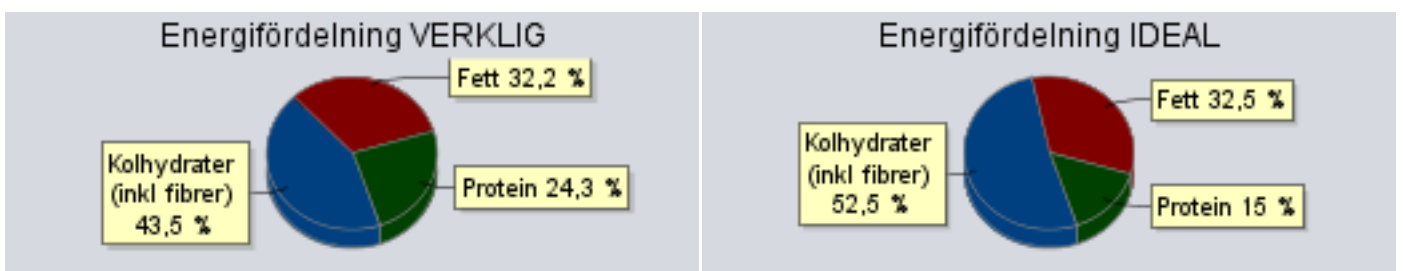 Energifördelning VERKLIG
Fett 32,2 %
Kolhydrater
(inkl fibrer)
43,5 %
Protein 24,3 %
Energifördelning IDEAL
Fett 32,5 %
Kolhydrater
(inkl fibrer)
52,5 %
Protein 15 %